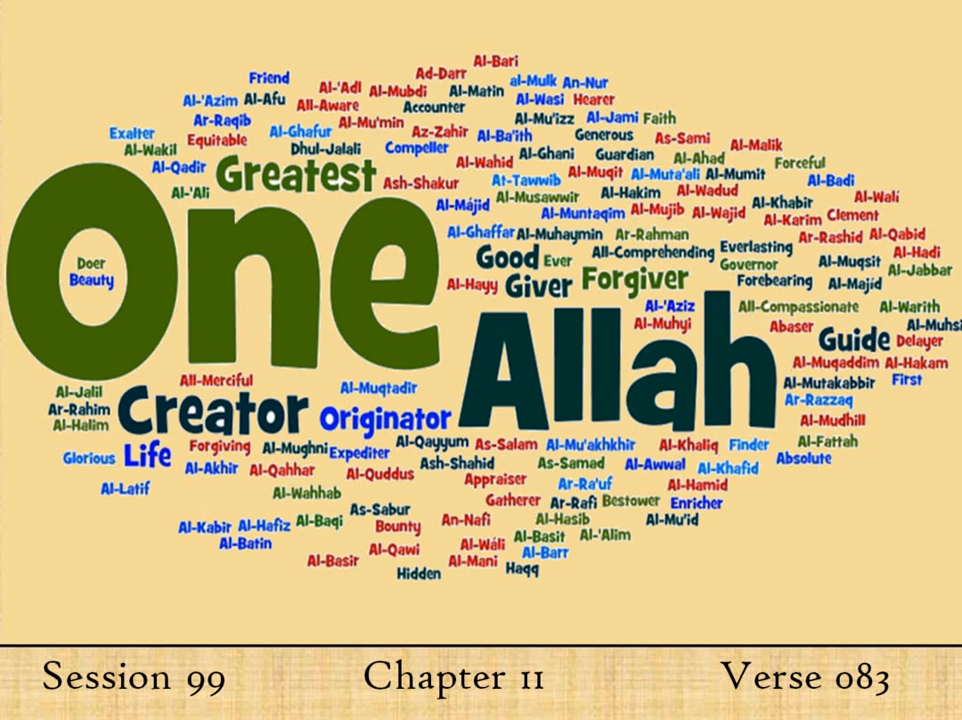 Al-Bari
Friend Ad-Darr al-Mulk An-Nur
Al-'Adl Al-Mubdi Al-Matin
Al-'Azim Al-Afu All-Aware Accounter Al-Wasi Hearer
Ar-Raqib Al-Mu'min Al-Mu'izz Al-Jami Faith
Exalter Equitable Al-Ghafur Az-Zahir Al-Ba'ith Generous As-Sami Al-Malik
Al-Wakil Dhul-Jalali Compeller Al-Wahid Al-Ghani Guardian Al-Ahad Forceful
Al-Qadir Greatest Ash-Shakur At-Tawwib Al-Muqit Al-Muta'ali Al-Mumit Al-Badi
Al-'Ali Al-Májid Al-Musawwir Al-Hakim Al-Wadud Al-Khabir Al-Walí
Al-Muntaqim Al-Mujib Al-Wajid Al-Karim Clement
Al-Ghaffar Al-Muhaymin Ar-Rahman Ar-Rashid Al-Qabid
One
Doer
Beauty
Good Ever All-Comprehending Everlasting Al-Hadi
Governor Al-Muqsit Al-Jabbar
Al-Hayy Giver Forgiver Forebearing Al-Majíd
Al-'Aziz All-Compassionate Al-Warith
Al-Muhyi Abaser Al-Muhsi
Guide Delayer
Allah
Al-Muqaddim Al-Hakam
All-Merciful Al-Muqtadir Al-Mutakabbir First
Al-Jalil Ar-Razzaq
Ar-Rahim Creator Originator Al-Mudhill
Al-Halim
Forgiving Al-Mughni Expediter Al-Qayyum As-Salam Al-Mu'akhkhir Al-Khaliq Finder Al-Fattah
Glorious Life Al-Akhir Al-Qahhar Al-Quddus Ash-Shahid As-Samad Al-Awwal Al-Khafid Absolute
Al-Latif Appraiser Ar-Ra'uf Al-Hamid
Al-Wahhab Gatherer Ar-Rafi Bestower Enricher
As-Sabur
Al-Kabir Al-Hafiz Al-Baqi Bounty An-Nafi Al-Hasib Al-Mu'id
Al-Batin Al-Basit Al-'Alim
Al-Qawi Al-Wáli Al-Barr
Al-Basir Al-Mani
Hidden Haqq
Session 99 Chapter 11 Verse 083